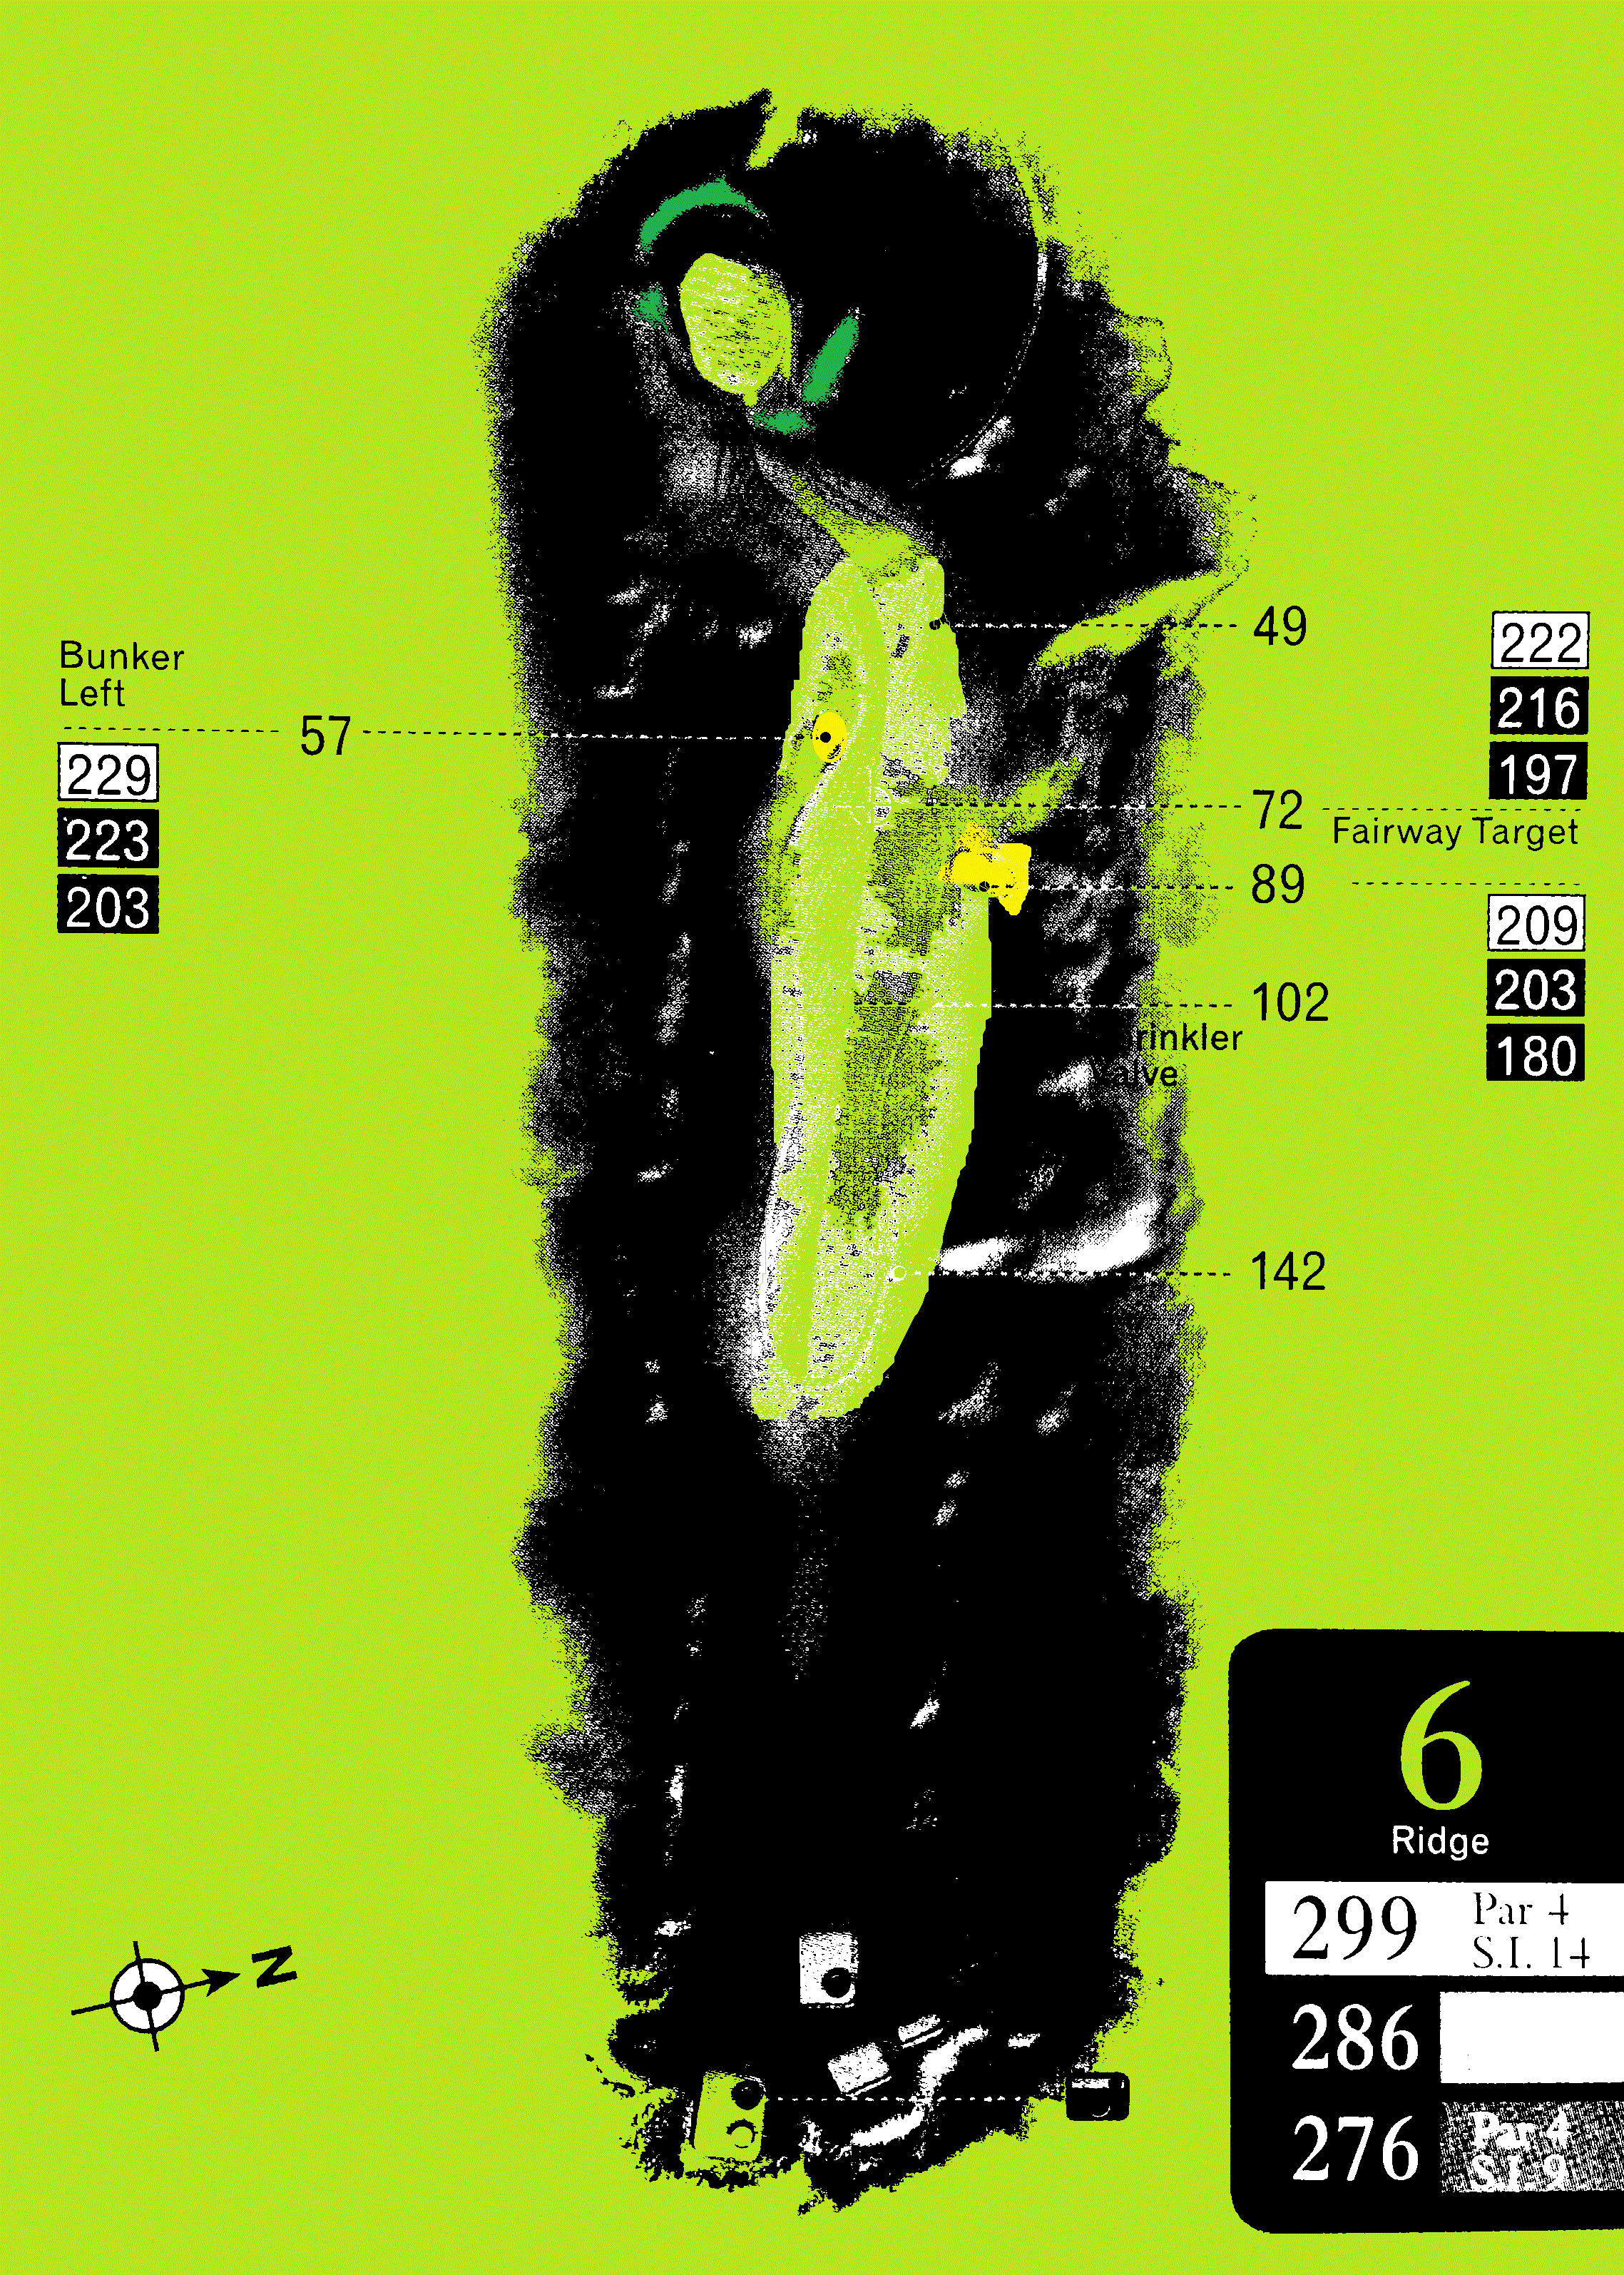 49
222
Bunker
Left
216
57
197
229
72
Fairway Target
223
89
203
209
102
203
rinkler
alve
180
142
6
Ridge
299 Par 4
S.I. 14
N
286
276 Par 4
S.I. 9